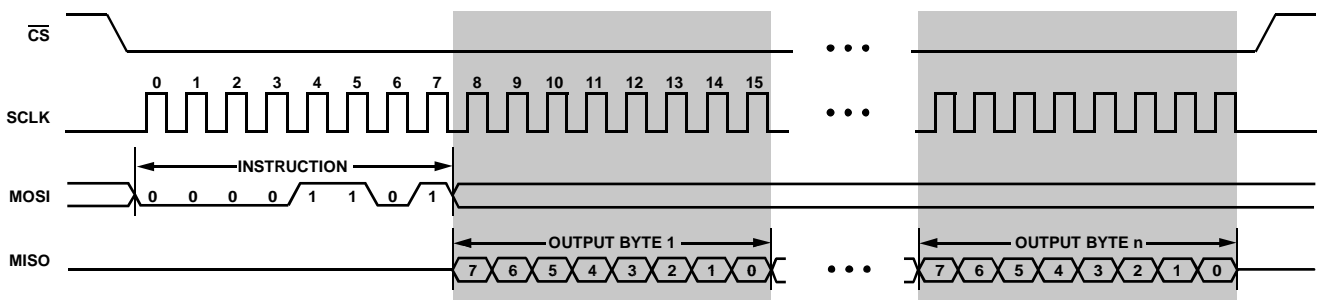 CS
0 1 2 3 4 5 6 7 8 9 10 11 12 13 14 15
SCLK
INSTRUCTION
MOSI 0 0 0 0 1 1 0 1
OUTPUT BYTE 1 OUTPUT BYTE n
MISO 7 6 5 4 3 2 1 0 7 6 5 4 3 2 1 0